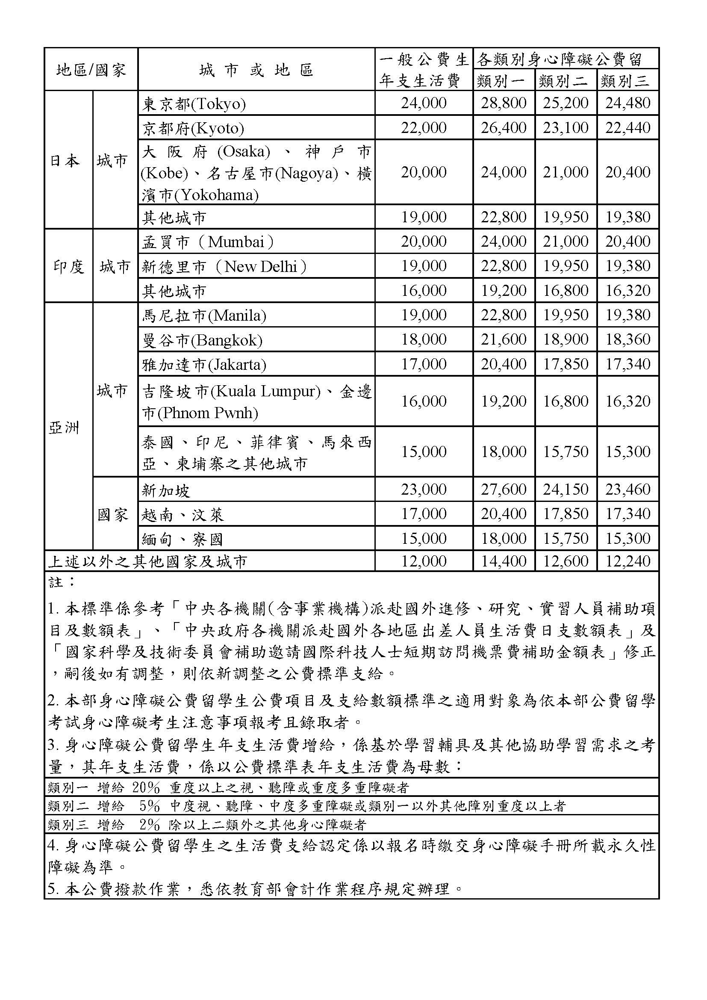 地區/國家 城市或地區 一般公費生年支生活費 各類別身心障礙公費留
類別一 類別二 類別三
日本 城市 東京都(Tokyo) 24,000 28,800 25,200 24,480
京都府(Kyoto) 22,000 26,400 23,100 22,440
大阪府(Osaka)、神戶市
(Kobe)、名古屋市(Nagoya)、橫
濱市(Yokohama) 20,000 24,000 21,000 20,400
其他城市 19,000 22,800 19,950 19,380
印度 城市 孟買市（Mumbai） 20,000 24,000 21,000 20,400
新德里市（New Delhi） 19,000 22,800 19,950 19,380
其他城市 16,000 19,200 16,800 16,320
亞洲 城市 馬尼拉市(Manila) 19,000 22,800 19,950 19,380
曼谷市(Bangkok) 18,000 21,600 18,900 18,360
雅加達市(Jakarta) 17,000 20,400 17,850 17,340
吉隆坡市(Kuala Lumpur)、金邊
市(Phnom Pwnh) 16,000 19,200 16,800 16,320
泰國、印尼、菲律賓、馬來西
亞、柬埔寨之其他城市 15,000 18,000 15,750 15,300
國家 新加坡 23,000 27,600 24,150 23,460
越南、汶萊 17,000 20,400 17,850 17,340
緬甸、寮國 15,000 18,000 15,750 15,300
上述以外之其他國家及城市 12,000 14,400 12,600 12,240
註：
1. 本標準係參考「中央各機關(含事業機構)派赴國外進修、研究、實習人員補助項
目及數額表」、「中央政府各機關派赴國外各地區出差人員生活費日支數額表」及
「國家科學及技術委員會補助邀請國際科技人士短期訪問機票費補助金額表」修正
，嗣後如有調整，則依新調整之公費標準支給。
2. 本部身心障礙公費留學生公費項目及支給數額標準之適用對象為依本部公費留學
考試身心障礙考生注意事項報考且錄取者。
3. 身心障礙公費留學生年支生活費增給，係基於學習輔具及其他協助學習需求之考
量，其年支生活費，係以公費標準表年支生活費為母數：
類別一 增給 20% 重度以上之視、聽障或重度多重障礙者
類別二 增給 5% 中度視、聽障、中度多重障礙或類別一以外其他障別重度以上者
類別三 增給 2% 除以上二類外之其他身心障礙者
4. 身心障礙公費留學生之生活費支給認定係以報名時繳交身心障礙手冊所載永久性
障礙為準。
5. 本公費撥款作業，悉依教育部會計作業程序規定辦理。